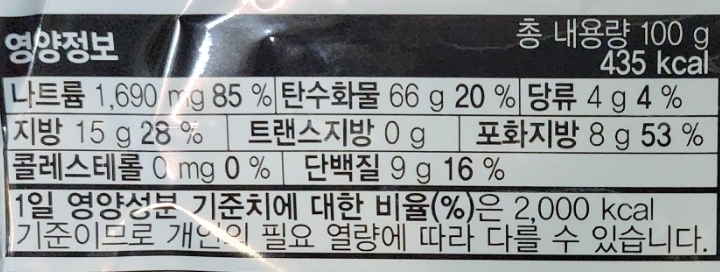 영양정보 총 내용량 100 g
435 kcal
나트륨 1,690 mg 85 % 탄수화물 66 g 20 % 당류 4 g 4 %
지방 15 g 28 % 트랜스지방 0 g 포화지방 8 g 53 %
콜레스테롤 0 mg 0 % 단백질 9 g 16 %
1일 영양성분 기준치에 대한 비율(%)은 2,000 kcal
기준이므로 개인의 필요 열량에 따라 다를 수 있습니다.